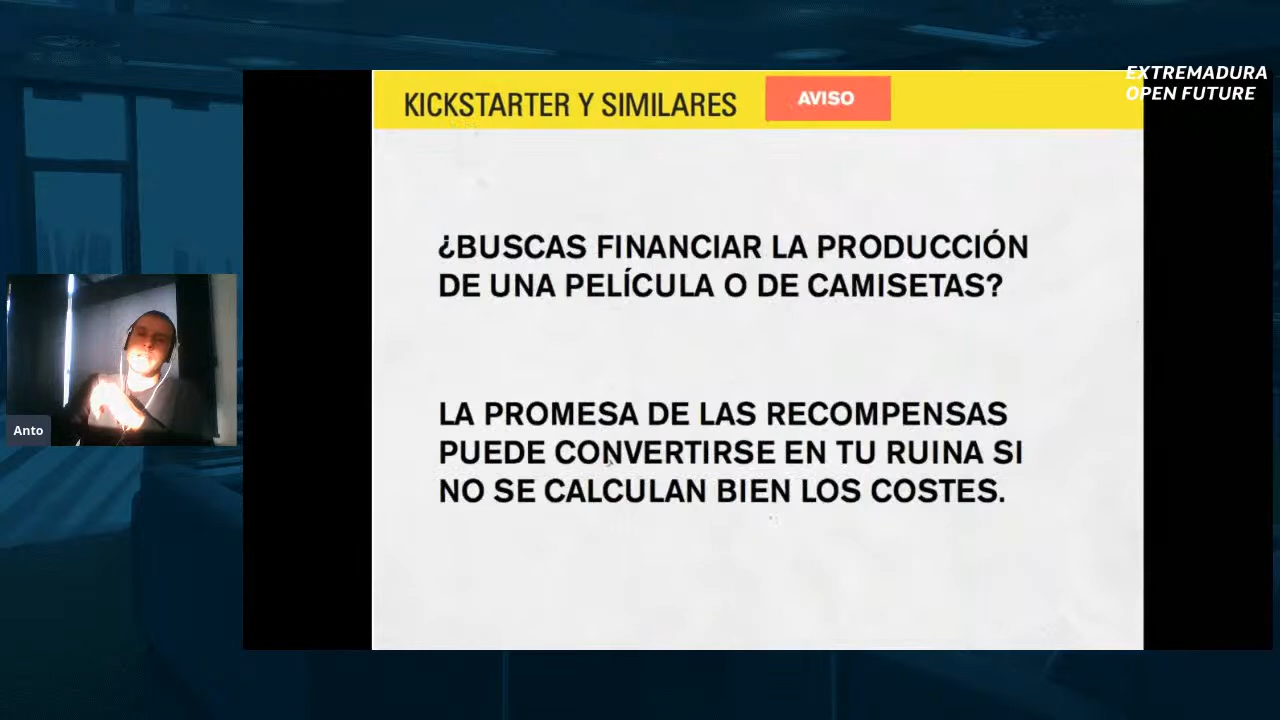 EXTREMADURA
OPEN FUTURE
KICKSTARTER Y SIMILARES
AVISO
¿BUSCAS FINANCIAR LA PRODUCCIÓN
DE UNA PELÍCULA O DE CAMISETAS?
LA PROMESA DE LAS RECOMPENSAS
PUEDE CONVERTIRSE EN TU RUINA SI
NO SE CALCULAN BIEN LOS COSTES.
Anto